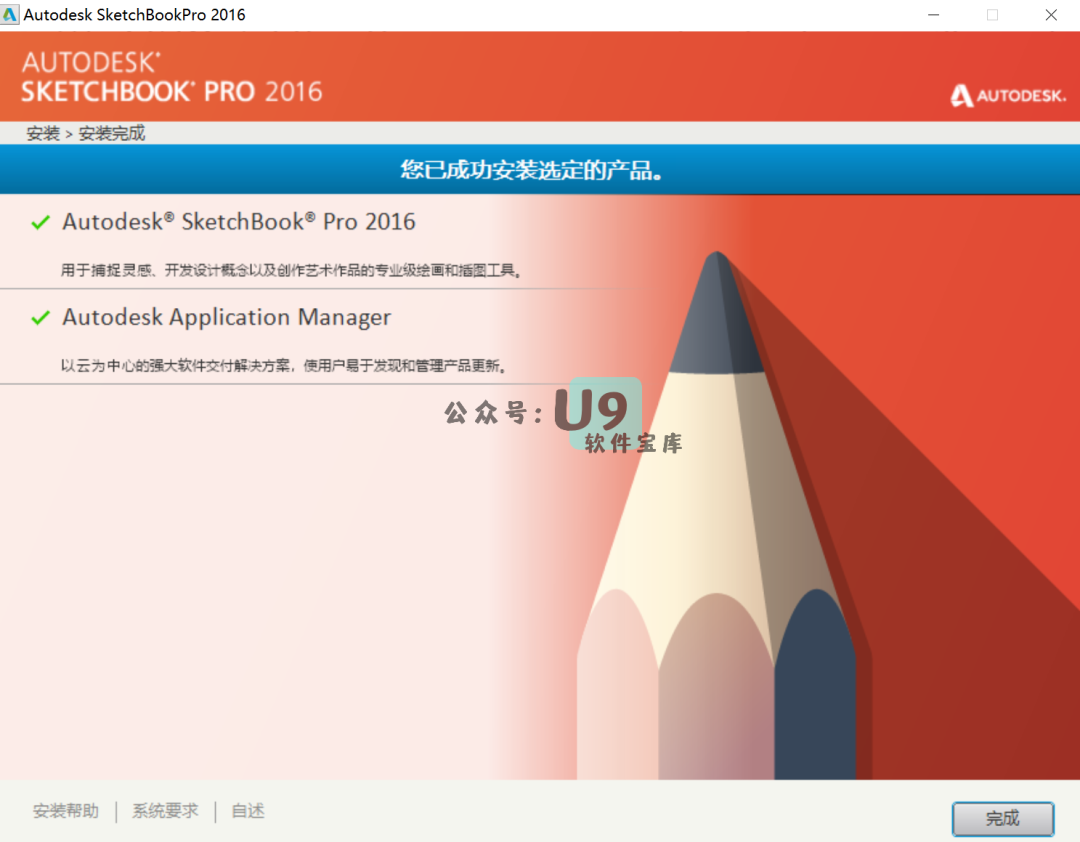 Autodesk SketchBookPro 2016
AUTODESK®
SKETCHBOOK® PRO 2016
AUTODESK.
安装 > 安装完成
您已成功安装选定的产品。
Autodesk® SketchBook® Pro 2016
用于捕捉灵感、开发设计概念以及创作艺术作品的专业级绘画和插图工具。
Autodesk Application Manager
以云为中心的强大软件交付解决方案，使用户易于发现和管理产品更新。
公众号: U9
软件宝库
安装帮助 | 系统要求 | 自述
完成